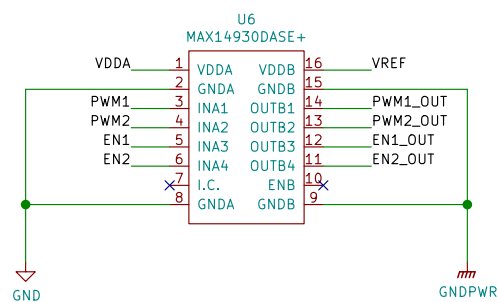 U6
MAX14930DASE+
VDDA 1 VDDA VDDB 16 VREF
2 GNDA GNDB 15
PWM1 3 INA1 OUTB1 14 PWM1_OUT
PWM2 4 INA2 OUTB2 13 PWM2_OUT
EN1 5 INA3 OUTB3 12 EN1_OUT
EN2 6 INA4 OUTB4 11 EN2_OUT
7 I.C. ENB 10
8 GNDA GNDB 9
GND GNDPWR